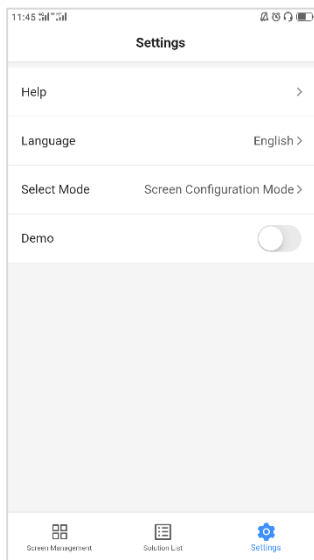 11:45
Settings
Help
Language English
Select Mode Screen Configuration Mode
Demo
Screen Management Solution List Settings